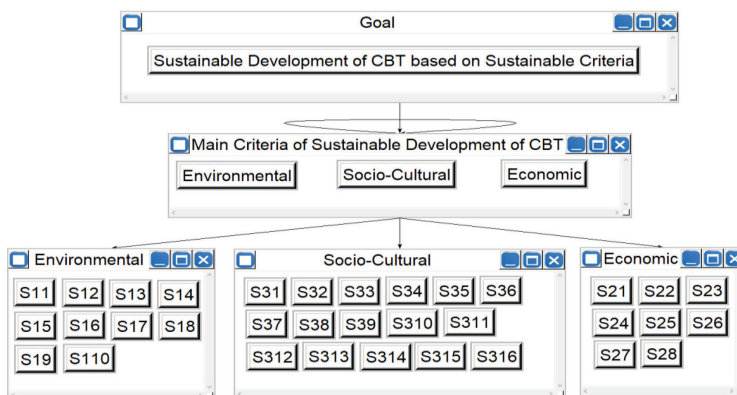 Goal
Sustainable Development of CBT based on Sustainable Criteria
Main Criteria of Sustainable Development of CBT
Environmental Socio-Cultural Economic
Environmental
S11 S12 S13 S14
S15 S16 S17 S18
S19 S110
Socio-Cultural
S31 S32 S33 S34 S35 S36
S37 S38 S39 S310 S311
S312 S313 S314 S315 S316
Economic
S21 S22 S23
S24 S25 S26
S27 S28